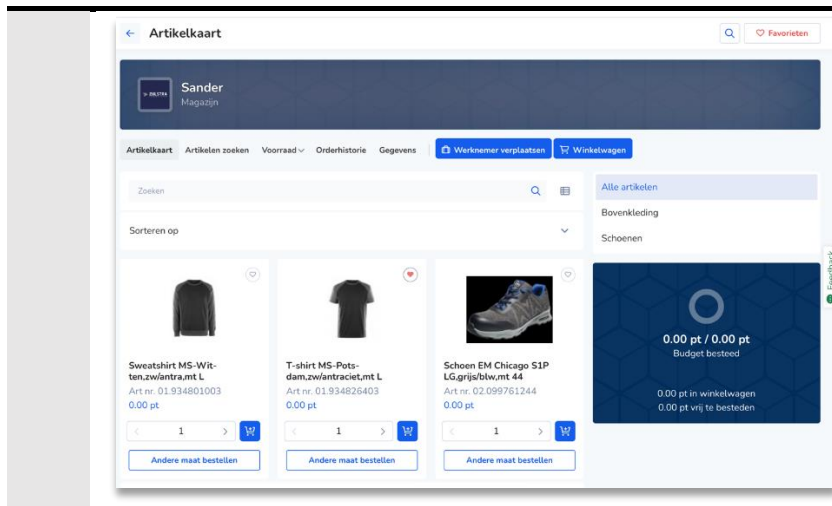 Artikelkaart
Favorieten
Sander
Magazijn
Artikelkaart Artikelen zoeken Voorraad Orderhistorie Gegevens Werknemer verplaatsen Winkelwagen
Zoeken
Sorteren op
Alle artikelen
Bovenkleding
Schoenen
Feedback
Sweatshirt MS-Wit-
ten,zw/antra,mt L
Art nr. 01.934801003
0.00 pt
1
Andere maat bestellen
T-shirt MS-Pots-
dam,zw/antraciet,mt L
Art nr. 01.934826403
0.00 pt
1
Andere maat bestellen
Schoen EM Chicago S1P
LG,grijs/blw,mt 44
Art nr. 02.099761244
0.00 pt
1
Andere maat bestellen
0.00 pt / 0.00 pt
Budget besteed
0.00 pt in winkelwagen
0.00 pt vrij te besteden